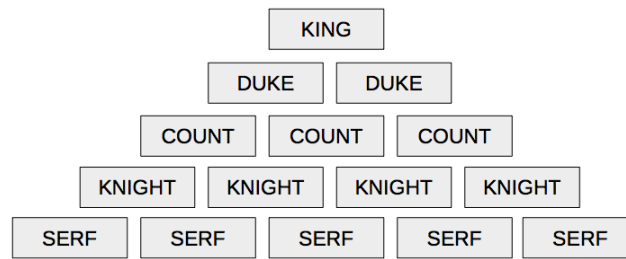 KING
DUKE DUKE
COUNT COUNT COUNT
KNIGHT KNIGHT KNIGHT KNIGHT
SERF SERF SERF SERF SERF